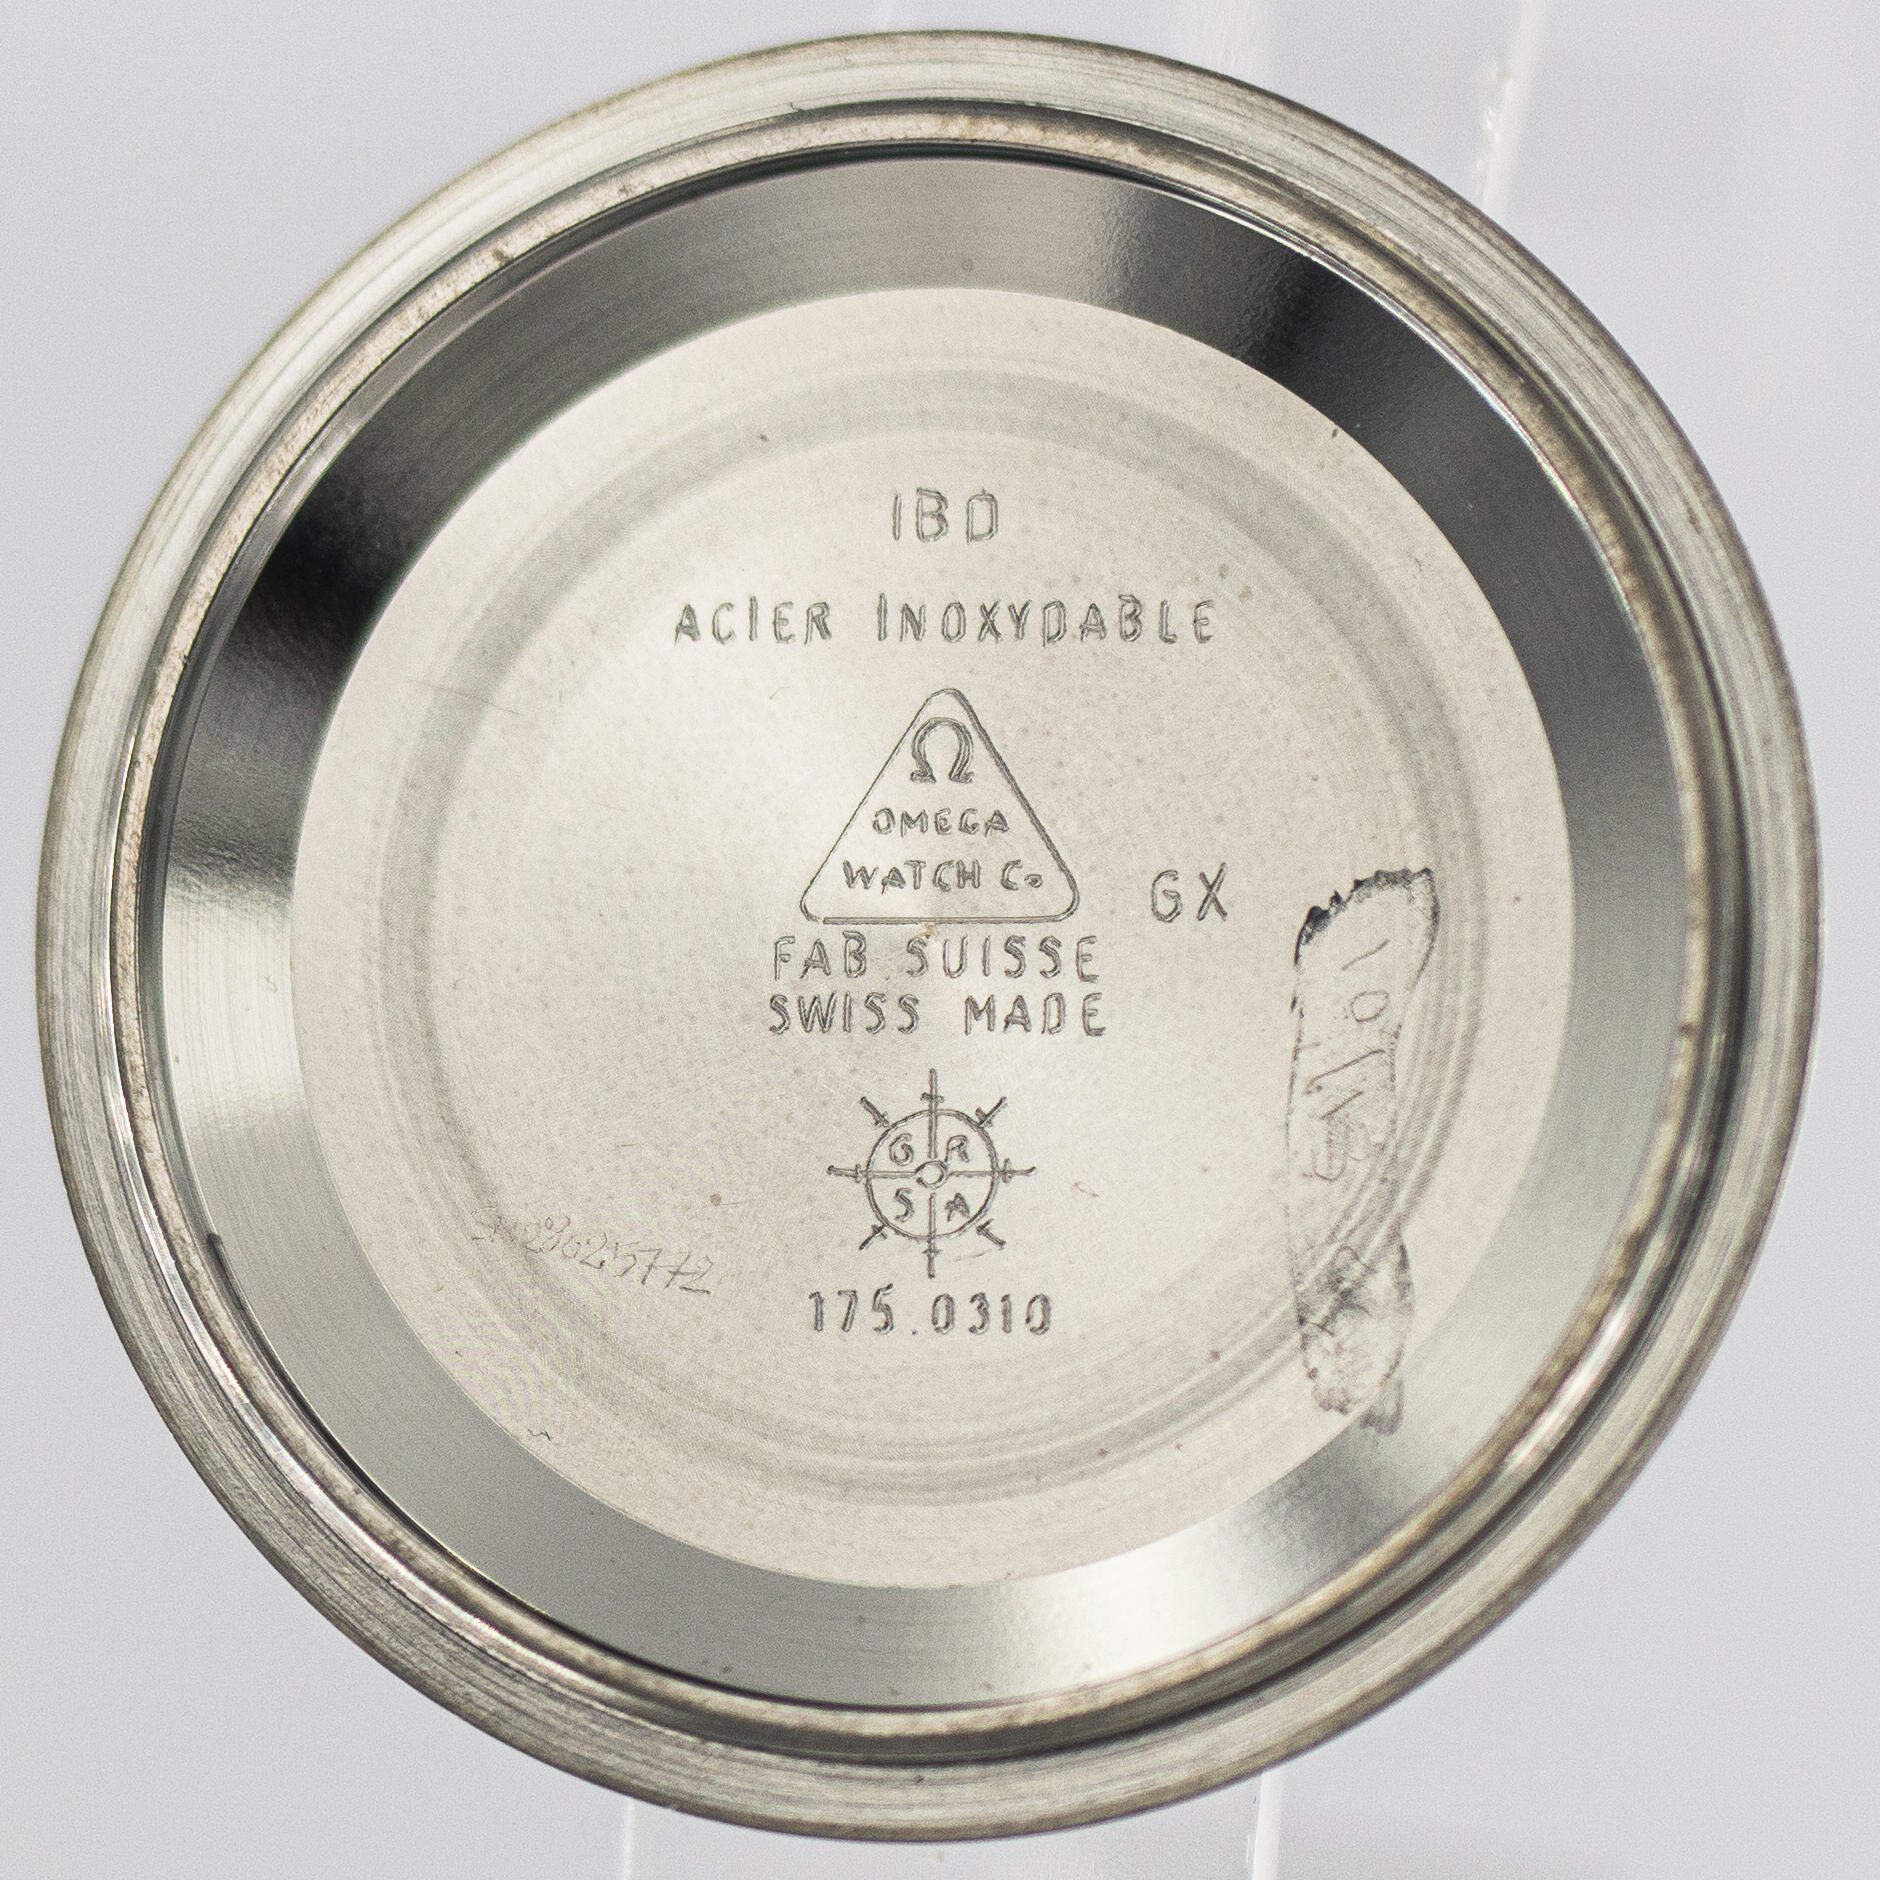 IBD
ACIER INOXYDABLE
Ω
OMEGA
WATCH Co
GX
FAB. SUISSE
SWISS MADE
G R
S A
175.0310